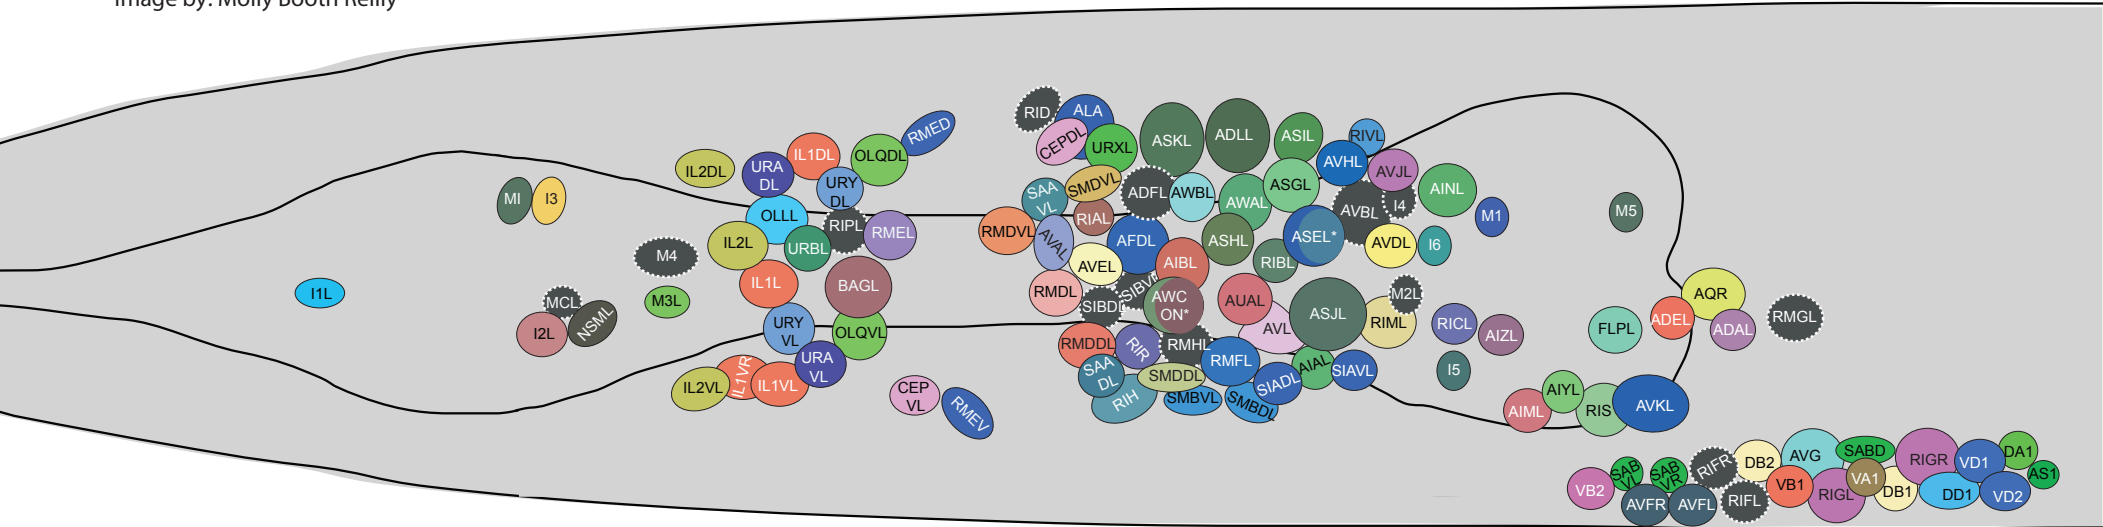 Image by: Molly Booth Reilly
RID
ALA
CEPDL
URXL
ASKL
ADLL
ASIL
RIVL
RMED
IL1DL
OLQDL
IL2DL
URA
DL
URY
DL
AVHL
AVJL
MI
I3
SAA
VL
SMDVL
ADFL
AWBL
AWAL
ASGL
AVBL
I4
AINL
M1
M5
OLLL
RIPL
RMEL
RMDVL
RIAL
IL2L
URBL
AVAL
AFDL
ASHL
ASEL*
AVDL
I6
M4
AVEL
AIBL
RIBL
I1L
MCL
M3L
IL1L
BAGL
RMDL
SIBDL
SIBVL
AWC
ON*
AUAL
ASJL
M2L
AQR
I2L
NSML
URY
VL
OLQVL
AVL
RIML
RICL
AIZL
FLPL
ADEL
ADAL
RMGL
RMDDL
RIR
RMHL
RMFL
AIAL
SIAVL
I5
IL2VL
IL1VR
IL1VL
URA
VL
SAA
DL
SMDDL
SIADL
CEP
VL
RMEV
RIH
SMBVL
SMBDL
AIML
AIYL
RIS
AVKL
VB2
SAB
VL
SAB
VR
RIFR
DB2
AVG
SABD
RIGR
VD1
DA1
AS1
AVFR
AVFL
RIFL
VB1
RIGL
VA1
DB1
DD1
VD2